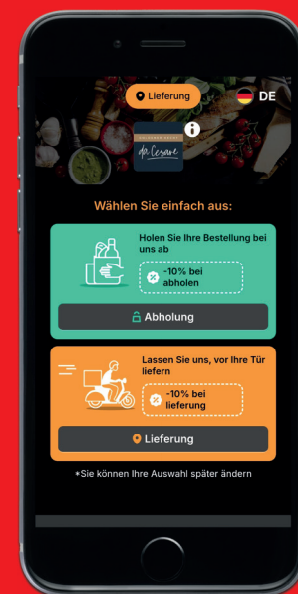 Lieferung
DE
da Cesare
Wählen Sie einfach aus:
Holen Sie Ihre Bestellung bei
uns ab
-10% bei
abholen
Abholung
Lassen Sie uns, vor Ihre Tür
liefern
-10% bei
lieferung
Lieferung
*Sie können Ihre Auswahl später ändern